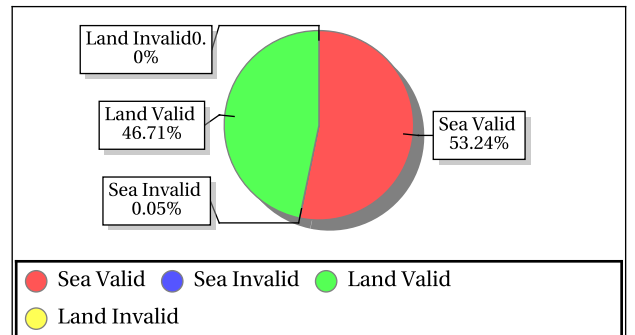 Land Invalid0.
0%
Land Valid
46.71%
Sea Valid
53.24%
Sea Invalid
0.05%
Sea Valid Sea Invalid Land Valid
Land Invalid